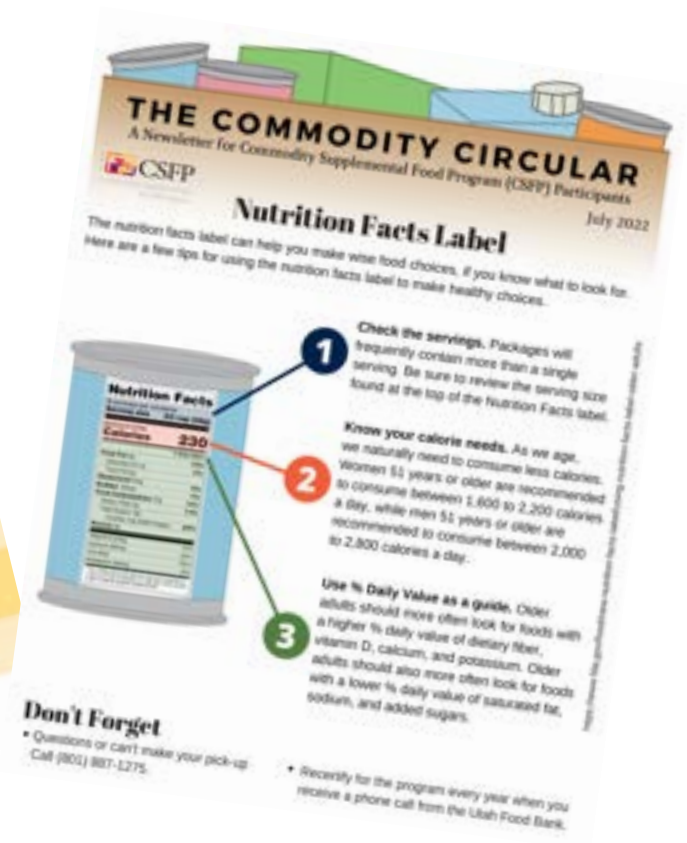 THE COMMODITY CIRCULAR
A Newsletter for Commodity Supplemental Food Program (CSFP) Participants
CSFP
July 2022
Nutrition Facts Label
The nutrition facts label can help you make wise food choices, if you know what to look for.
Here are a few tips for using the nutrition facts label to make healthy choices.
1
Check the servings. Packages will
frequently contain more than a single
serving. Be sure to review the serving size
found at the top of the Nutrition Facts label.
Nutrition Facts
Calories 230
2
Know your calorie needs. As we age,
we naturally need to consume less calories.
Women 51 years or older are recommended
to consume between 1,600 to 2,200 calories
a day, while men 51 years or older are
recommended to consume between 2,000
to 2,800 calories a day.
3
Use % Daily Value as a guide. Older
adults should more often look for foods with
a higher % daily value of dietary fiber,
vitamin D, calcium, and potassium. Older
adults should also more often look for foods
with a lower % daily value of saturated fat,
sodium, and added sugars.
Don't Forget
• Questions or can't make your pick-up
Call (801) 887-1275.
• Recertify for the program every year when you
receive a phone call from the Utah Food Bank.